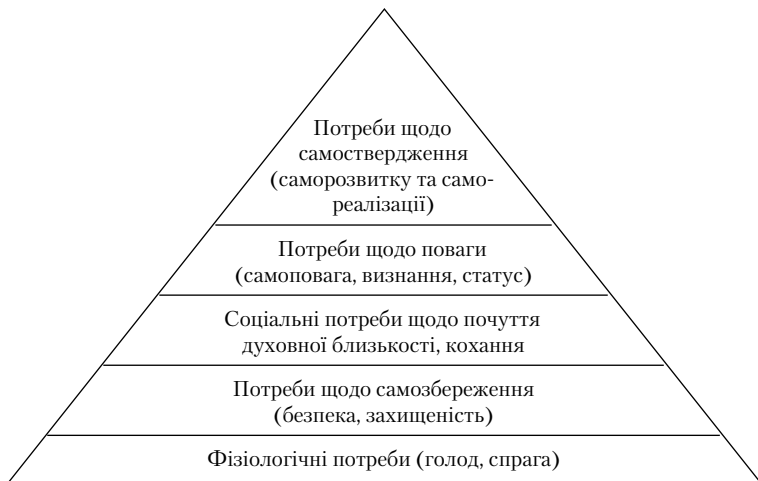 Потреби щодо
самоствердження
(саморозвитку та само-
реалізації)
Потреби щодо поваги
(самоповага, визнання, статус)
Соціальні потреби щодо почуття
духовної близькості, кохання
Потреби щодо самозбереження
(безпека, захищеність)
Фізіологічні потреби (голод, спрага)